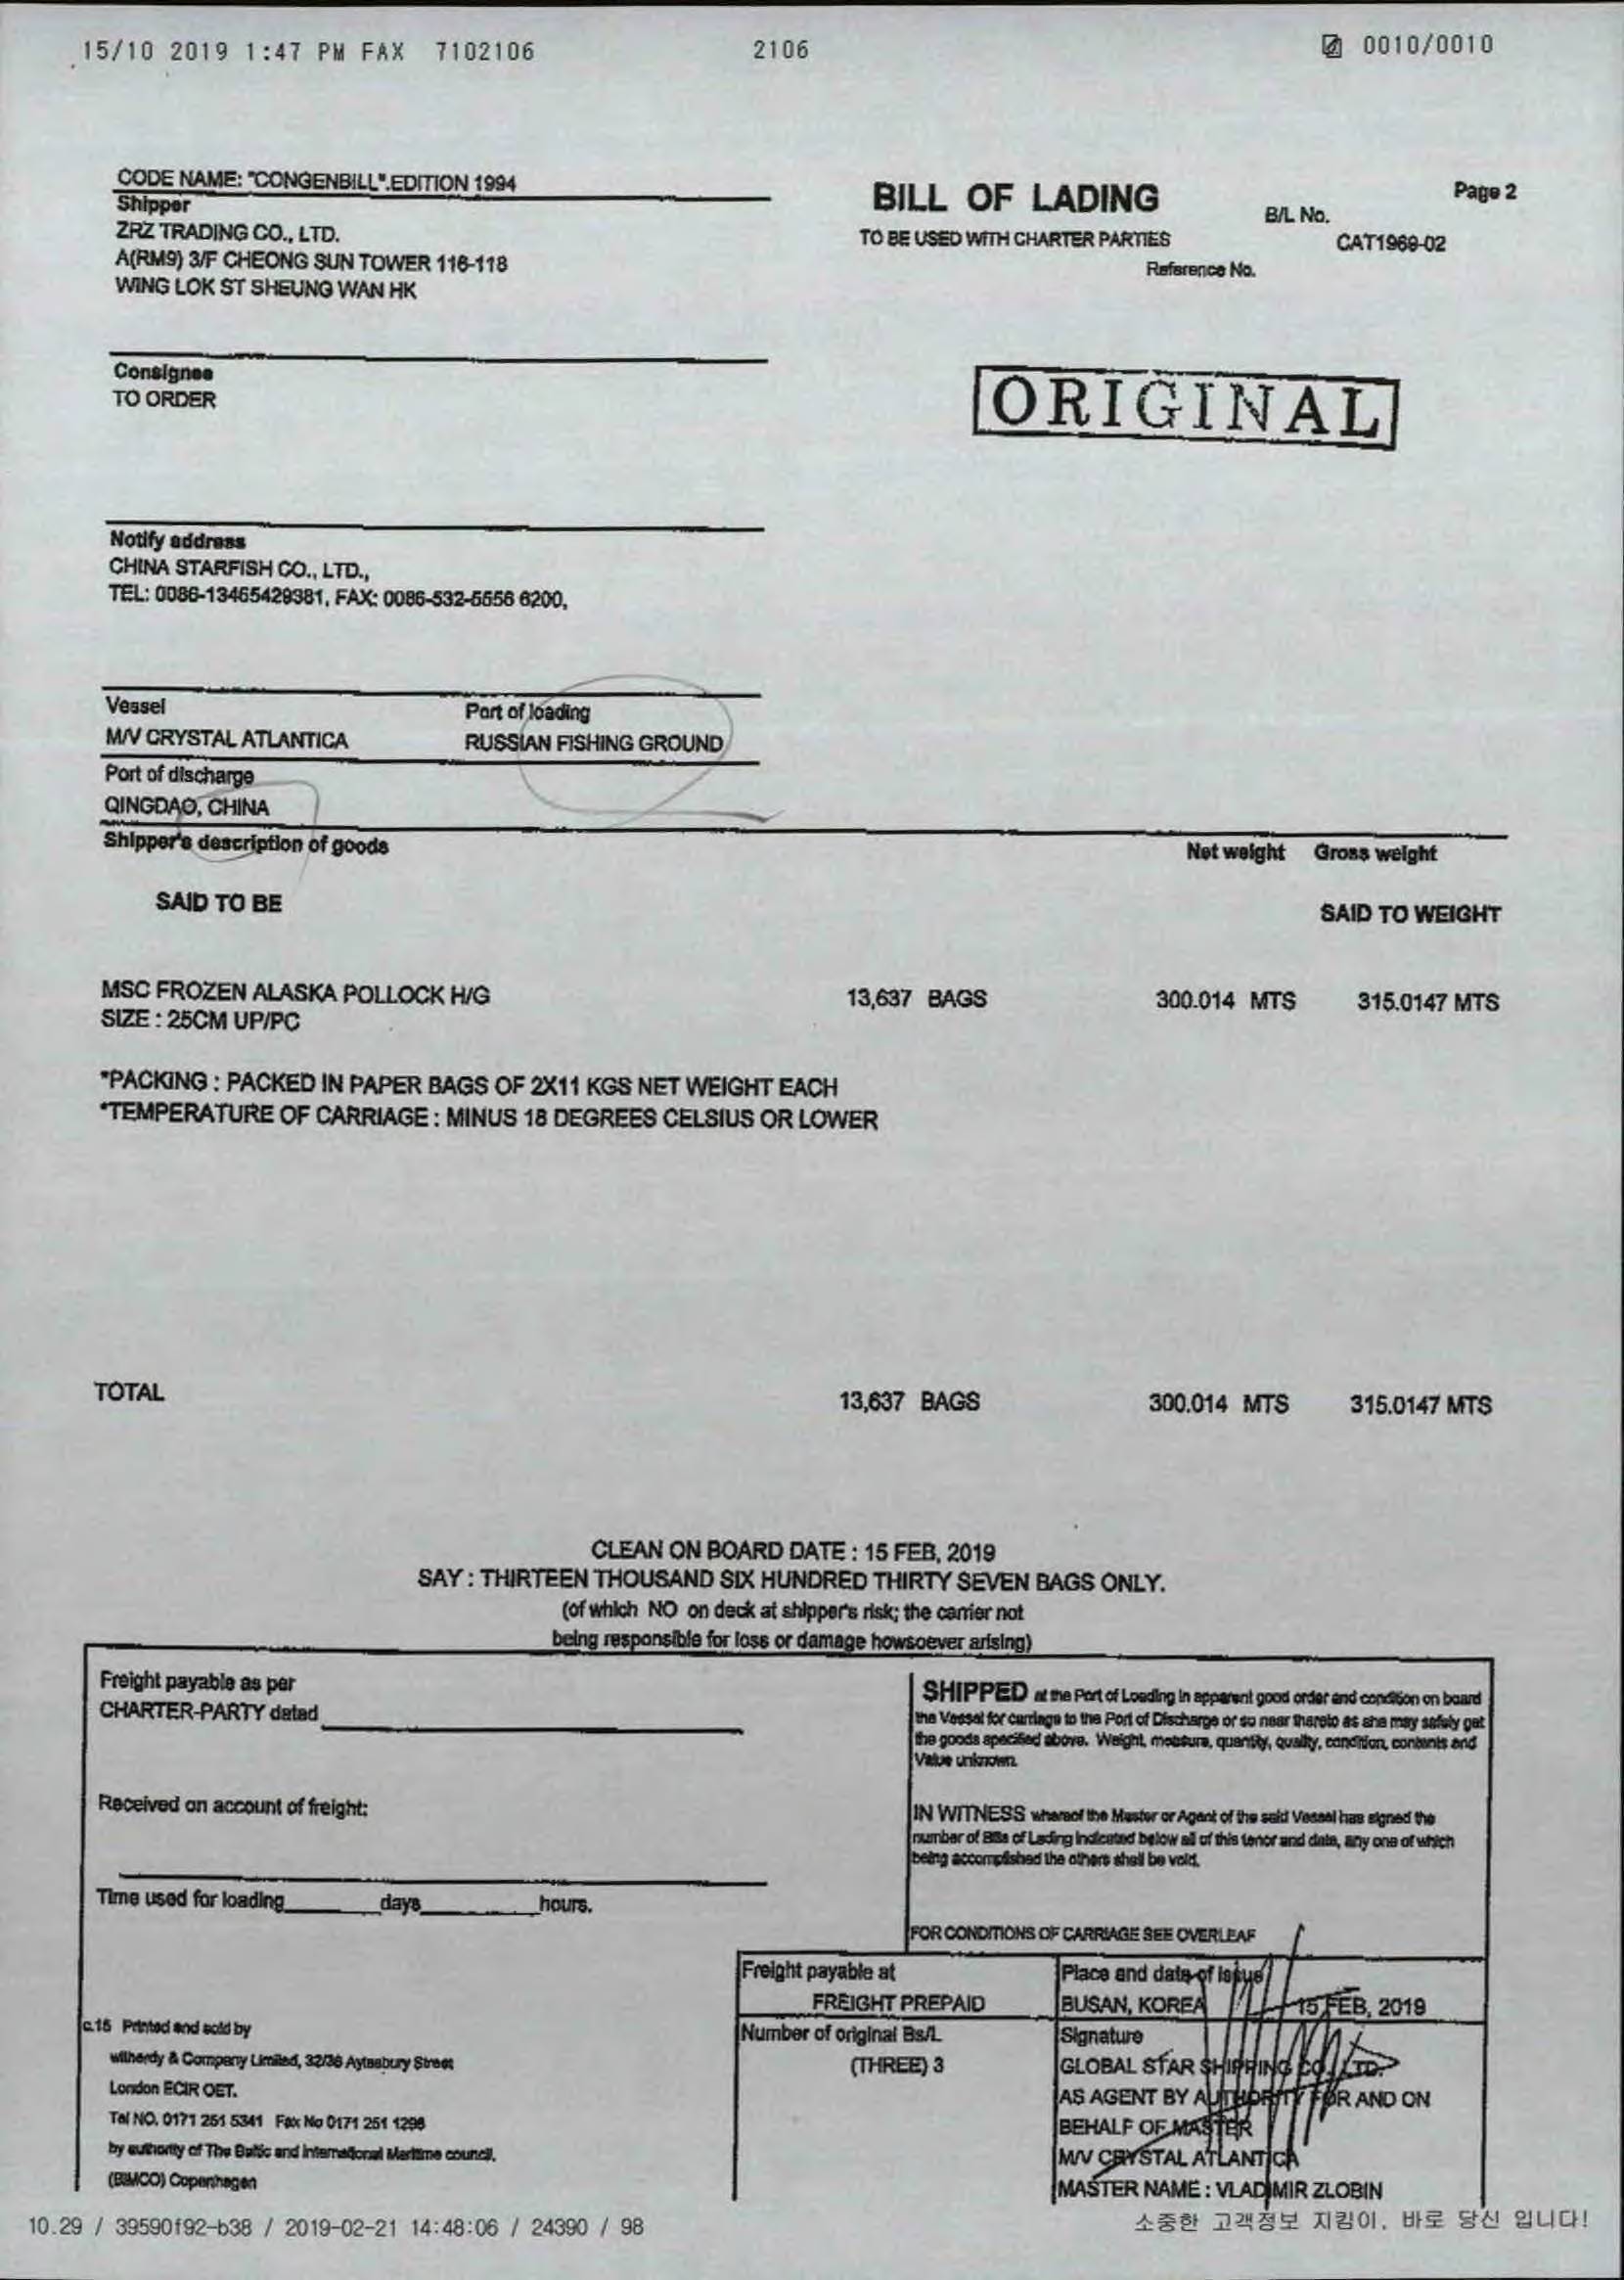 15/10 2019 1:47 PM FAX 7102106 2106 0010/0010
CODE NAME: "CONGENBILL".EDITION 1994
BILL OF LADING
Page 2
Shipper
B/L No.
ZRZ TRADING CO., LTD.
TO BE USED WITH CHARTER PARTIES
CAT1969-02
A(RM9) 3/F CHEONG SUN TOWER 116-118
Reference No.
WING LOK ST SHEUNG WAN HK
Consignee
TO ORDER
ORIGINAL
Notify address
CHINA STARFISH CO., LTD.,
TEL: 0086-13465429381, FAX: 0086-532-5556 6200,
Vessel Port of loading
M/V CRYSTAL ATLANTICA RUSSIAN FISHING GROUND
Port of discharge
QINGDAO, CHINA
Shipper's description of goods Net weight Gross weight
SAID TO BE SAID TO WEIGHT
MSC FROZEN ALASKA POLLOCK H/G 13,637 BAGS 300.014 MTS 315.0147 MTS
SIZE : 25CM UP/PC
*PACKING : PACKED IN PAPER BAGS OF 2X11 KGS NET WEIGHT EACH
*TEMPERATURE OF CARRIAGE : MINUS 18 DEGREES CELSIUS OR LOWER
TOTAL 13,637 BAGS 300.014 MTS 315.0147 MTS
CLEAN ON BOARD DATE : 15 FEB, 2019
SAY : THIRTEEN THOUSAND SIX HUNDRED THIRTY SEVEN BAGS ONLY.
(of which NO on deck at shipper's risk; the carrier not
being responsible for loss or damage howsoever arising)
Freight payable as per
CHARTER-PARTY dated
Received on account of freight:
Time used for loading days hours.
SHIPPED at the Port of Loading in apparent good order and condition on board
the Vessel for carriage to the Port of Discharge or so near thereto as she may safely get
the goods specified above. Weight, measure, quantity, quality, condition, contents and
Value unknown.
IN WITNESS whereof the Master or Agent of the said Vessel has signed the
number of Bills of Lading indicated below all of this tenor and date, any one of which
being accomplished the others shall be void.
FOR CONDITIONS OF CARRIAGE SEE OVERLEAF
Freight payable at
FREIGHT PREPAID
Place and date of issue
BUSAN, KOREA 15 FEB, 2019
Number of original Bs/L
(THREE) 3
Signature
GLOBAL STAR SHIPPING CO., LTD.
AS AGENT BY AUTHORITY FOR AND ON
BEHALF OF MASTER
M/V CRYSTAL ATLANTICA
MASTER NAME : VLADIMIR ZLOBIN
c.15 Printed and sold by
witherdy & Company Limited, 32/36 Aylesbury Street
London ECIR OET.
Tel NO. 0171 251 5341 Fax No 0171 251 1296
by authority of The Baltic and International Maritime council.
(BIMCO) Copenhagen
10.29 / 39590f92-b38 / 2019-02-21 14:48:06 / 24390 / 98
소중한 고객정보 지킴이, 바로 당신 입니다!